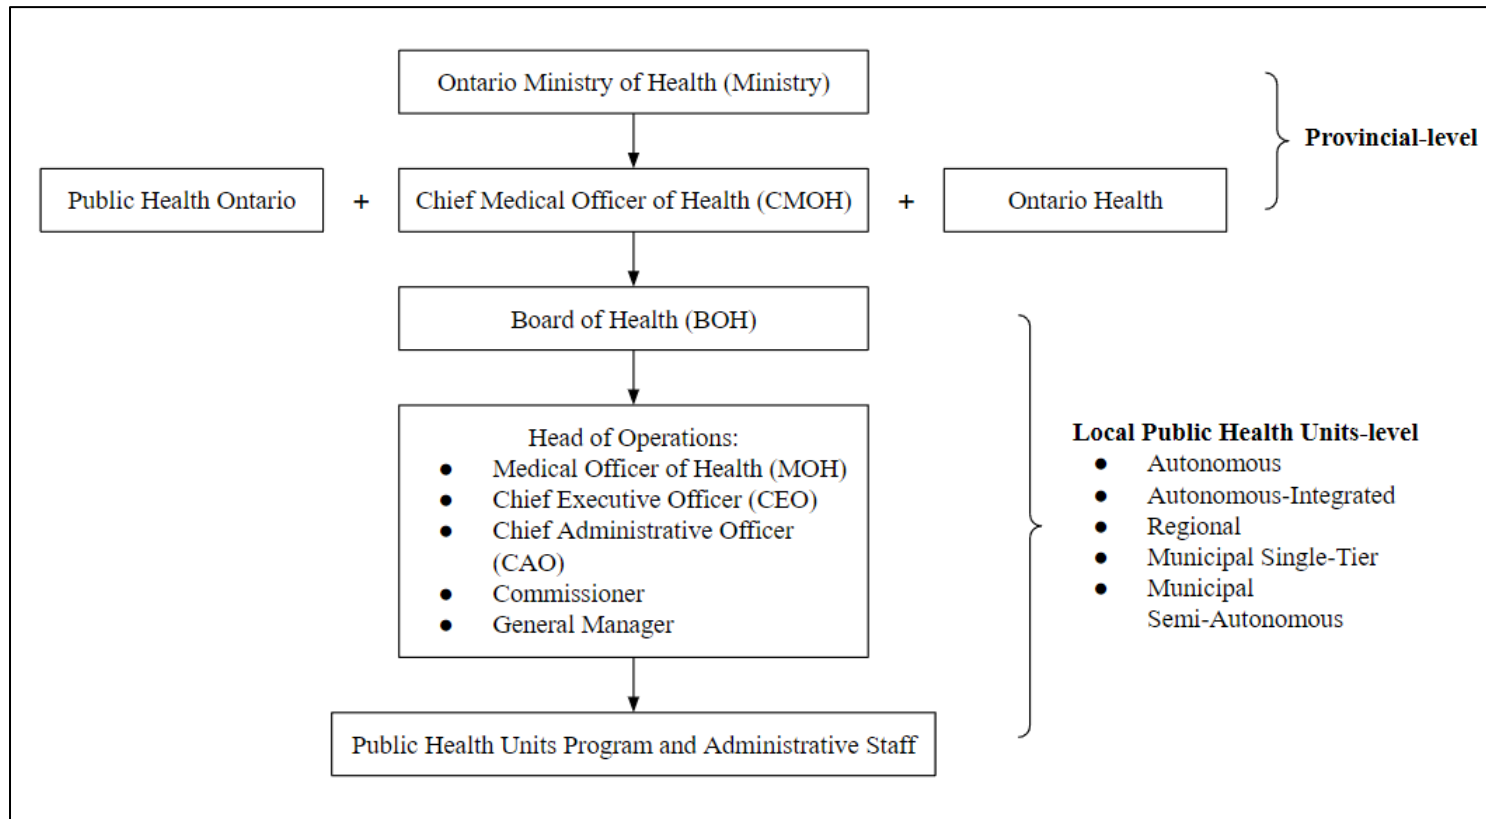 Ontario Ministry of Health (Ministry)
Provincial-level
Public Health Ontario + Chief Medical Officer of Health (CMOH) + Ontario Health
Board of Health (BOH)
Head of Operations:
● Medical Officer of Health (MOH)
● Chief Executive Officer (CEO)
● Chief Administrative Officer
(CAO)
● Commissioner
● General Manager
Local Public Health Units-level
● Autonomous
● Autonomous-Integrated
● Regional
● Municipal Single-Tier
● Municipal
Semi-Autonomous
Public Health Units Program and Administrative Staff